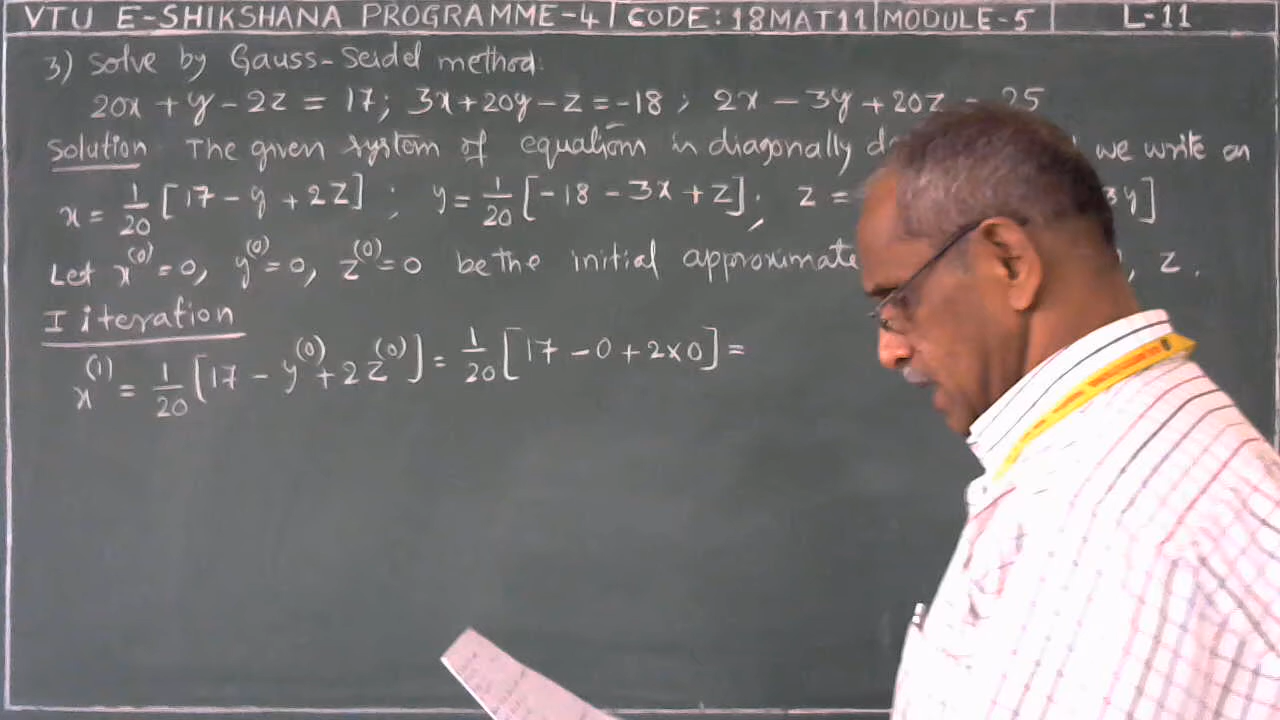 VTU E-SHIKSHANA PROGRAMME-4 | CODE: 18MAT11 | MODULE-5 | L-11
3) Solve by Gauss-Seidel method:
20x + y - 2z = 17; 3x + 20y - z = -18; 2x - 3y + 20z = 25
Solution The given system of equations in diagonally we write as
x = 1/20 [17 - y + 2z]; y = 1/20 [-18 - 3x + z]; z = 3y]
Let x^(0) = 0, y^(0) = 0, z^(0) = 0 be the initial approximate , z.
I iteration
x^(1) = 1/20 [17 - y^(0) + 2z^(0)] = 1/20 [17 - 0 + 2×0] =